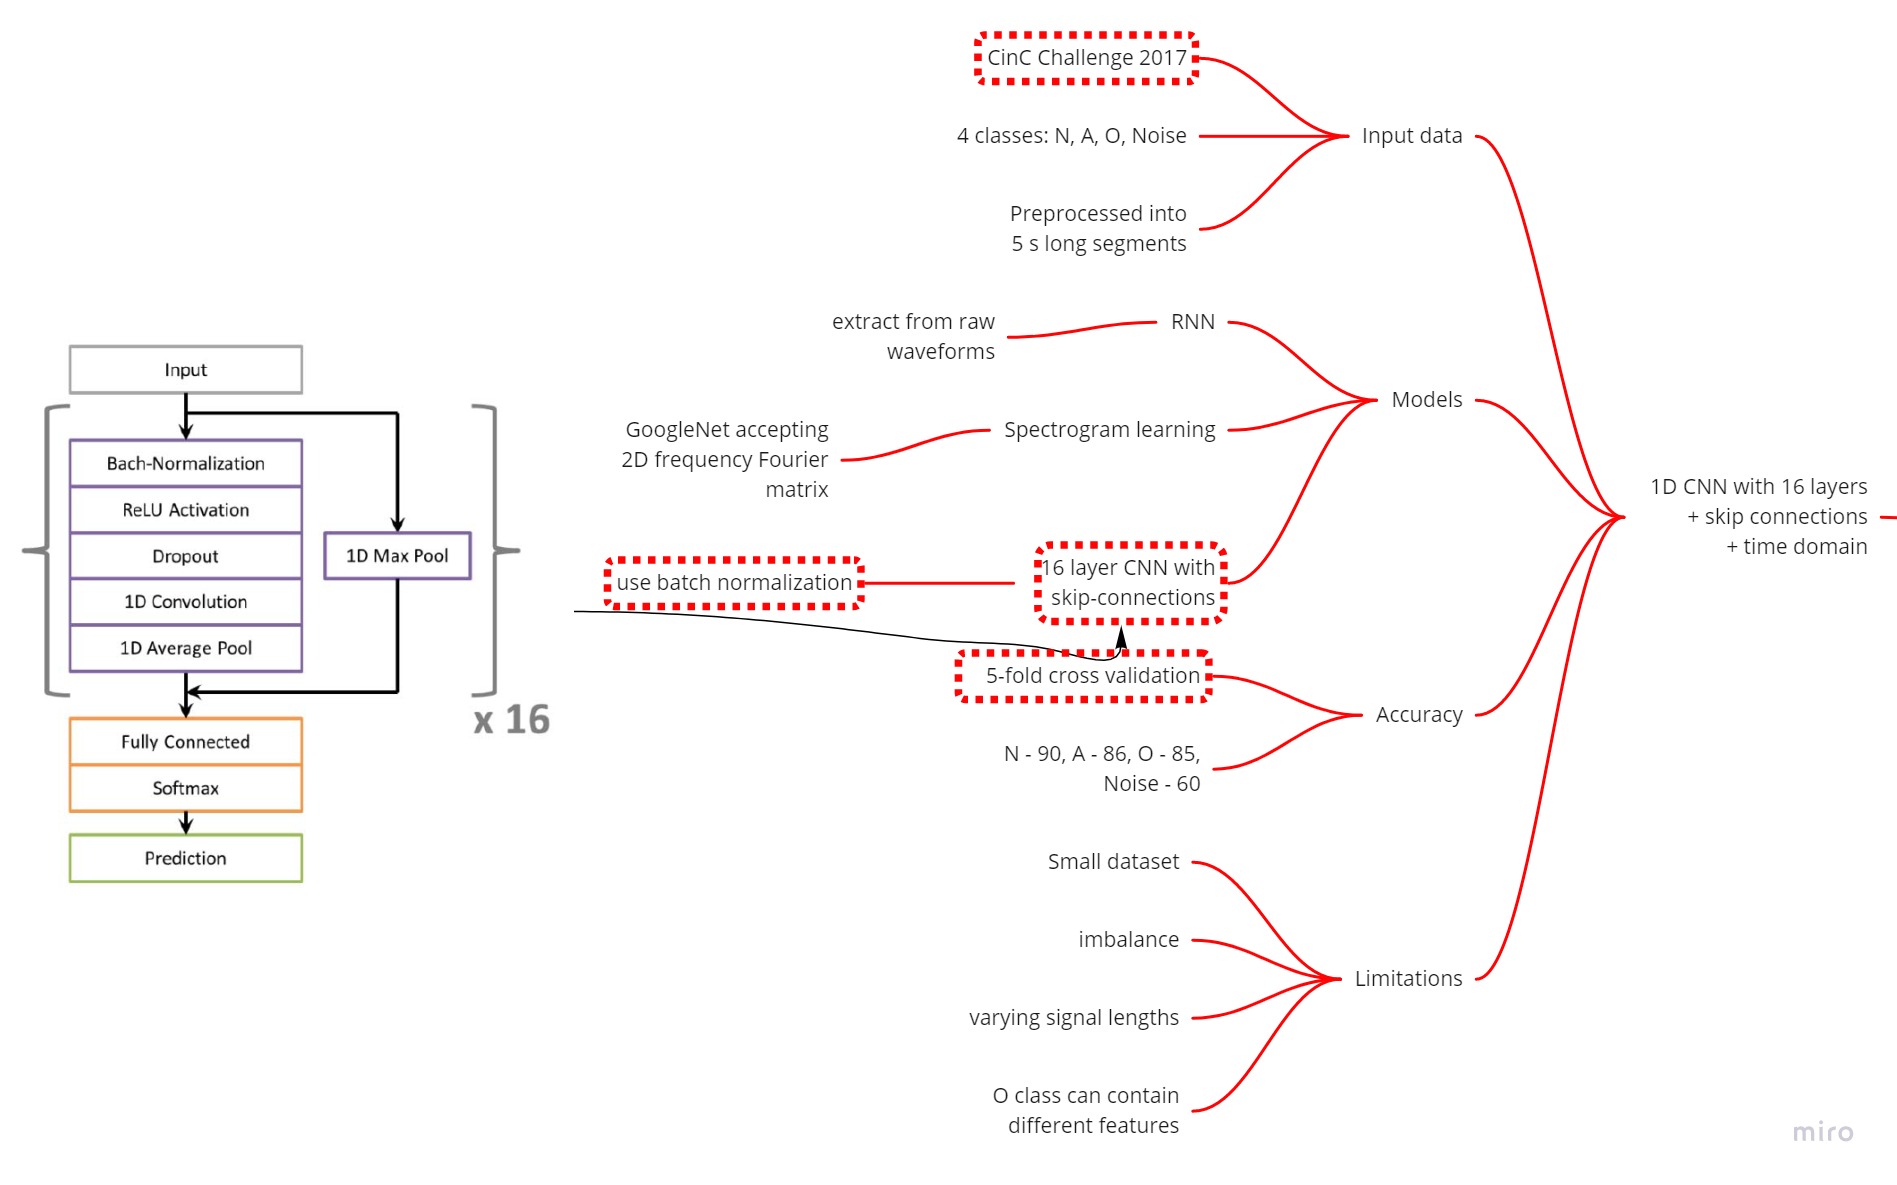 Input
Bach-Normalization
ReLU Activation
Dropout
1D Convolution
1D Average Pool
1D Max Pool
x 16
Fully Connected
Softmax
Prediction
CinC Challenge 2017
4 classes: N, A, O, Noise
Preprocessed into
5 s long segments
Input data
extract from raw
waveforms
RNN
GoogleNet accepting
2D frequency Fourier
matrix
Spectrogram learning
use batch normalization
16 layer CNN with
skip-connections
Models
5-fold cross validation
N - 90, A - 86, O - 85,
Noise - 60
Accuracy
Small dataset
imbalance
varying signal lengths
O class can contain
different features
Limitations
1D CNN with 16 layers
+ skip connections
+ time domain
miro